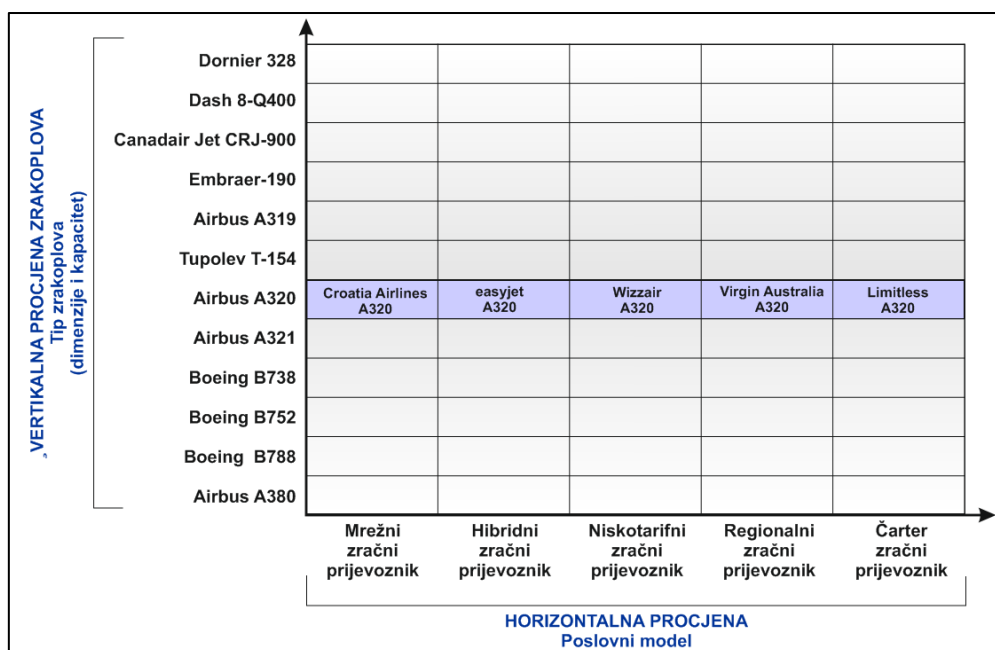 „VERTIKALNA PROCJENA ZRAKOPLOVA
Tip zrakoplova
(dimenzije i kapacitet)
Dornier 328
Dash 8-Q400
Canadair Jet CRJ-900
Embraer-190
Airbus A319
Tupolev T-154
Airbus A320
Croatia Airlines
A320
easyjet
A320
Wizzair
A320
Virgin Australia
A320
Limitless
A320
Airbus A321
Boeing B738
Boeing B752
Boeing B788
Airbus A380
Mrežni
zračni
prijevoznik
Hibridni
zračni
prijevoznik
Niskotarifni
zračni
prijevoznik
Regionalni
zračni
prijevoznik
Čarter
zračni
prijevoznik
HORIZONTALNA PROCJENA
Poslovni model